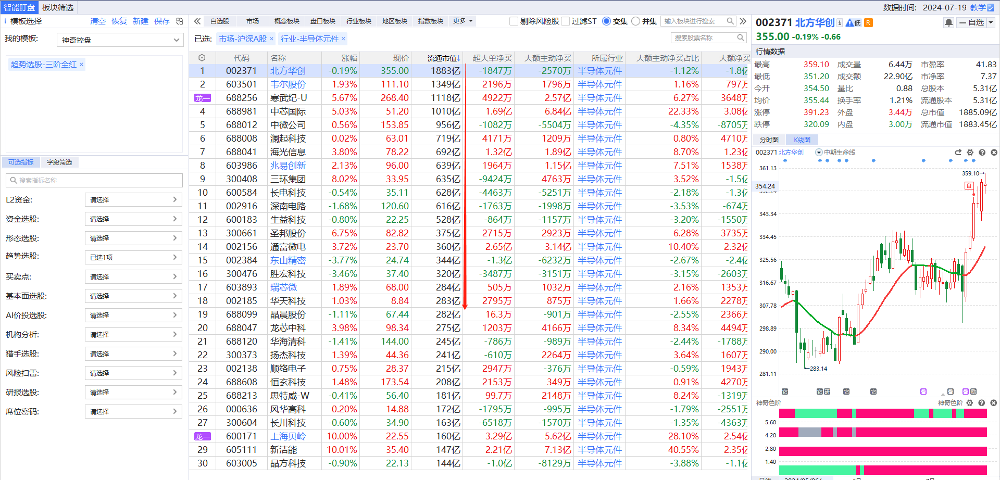 智能盯盘 板块筛选 数据时间: 2024-07-19 教学
模板选择 清空 恢复 新建 保存
我的模板: 神奇控盘
趋势选股-三阶全红 ×
可选指标 字段筛选
搜索指标名称
L2资金: 请选择
资金选股: 请选择
形态选股: 请选择
趋势选股: 已选1项
买卖点: 请选择
基本面选股: 请选择
AI价投选股: 请选择
机构分析: 请选择
猎手选股: 请选择
风险扫雷: 请选择
研报选股: 请选择
席位密码: 请选择
自选股 市场 概念板块 盘口板块 行业板块 地区板块 指数板块 更多 剔除风险股 过滤ST 交集 并集 输入板块进行搜索
已选: 市场-沪深A股 × 行业-半导体元件 × 搜索股票名称
代码 名称 涨幅 现价 流通市值↓ 超大单净买 大额主动净买 所属行业 大额主动净买占比 大额净买
1 002371 北方华创 -0.19% 355.00 1883亿 -1847万 -2570万 半导体元件 -1.12% -1.8亿
2 603501 韦尔股份 1.93% 111.10 1349亿 2196万 1796万 半导体元件 1.16% 797万
龙一 688256 寒武纪-U 5.67% 268.40 1118亿 4922万 2.57亿 半导体元件 6.27% 3648万
4 688981 中芯国际 5.03% 51.20 1010亿 1.69亿 6.84亿 半导体元件 22.33% 3.08亿
5 688012 中微公司 0.56% 153.85 956亿 -1082万 -5504万 半导体元件 -4.35% -8705万
6 688008 澜起科技 0.02% 63.01 719亿 4171万 1209万 半导体元件 0.80% 4710万
7 688041 海光信息 3.80% 78.22 692亿 1.32亿 1.89亿 半导体元件 8.70% 1.23亿
8 603986 兆易创新 2.13% 96.00 639亿 1964万 1.15亿 半导体元件 7.51% 1538万
9 300408 三环集团 8.02% 33.95 635亿 -9424万 4763万 半导体元件 3.52% -1.5亿
10 600584 长电科技 -0.54% 35.11 628亿 -4463万 -5251万 半导体元件 -2.18% -1.3亿
11 002916 深南电路 -1.68% 120.60 616亿 -1763万 -1998万 半导体元件 -3.53% -674万
12 600183 生益科技 -0.80% 22.25 528亿 -864万 -1157万 半导体元件 -3.20% -1550万
13 300661 圣邦股份 6.75% 82.82 375亿 2715万 2923万 半导体元件 6.28% 3735万
14 002156 通富微电 3.72% 23.70 360亿 2.65亿 3.14亿 半导体元件 10.40% 2.32亿
15 002384 东山精密 -3.77% 24.74 344亿 -1.3亿 -6232万 半导体元件 -2.67% -2.4亿
16 300476 胜宏科技 -3.46% 37.40 320亿 -3487万 -3151万 半导体元件 -3.15% -2603万
17 603893 瑞芯微 1.89% 68.00 284亿 505万 1032万 半导体元件 2.16% 1353万
18 002185 华天科技 1.03% 8.84 283亿 2795万 875万 半导体元件 1.66% 2278万
19 688099 晶晨股份 -1.11% 67.44 282亿 16.3万 -901万 半导体元件 -2.55% 2366万
20 688047 龙芯中科 3.98% 98.34 275亿 1203万 4166万 半导体元件 8.34% 4494万
21 688120 华海清科 -1.41% 144.00 245亿 -786万 -989万 半导体元件 -2.44% -1788万
22 300373 扬杰科技 1.39% 44.36 241亿 -610万 2264万 半导体元件 3.64% 1607万
23 002138 顺络电子 0.75% 28.37 215亿 2947万 -376万 半导体元件 -0.59% 1943万
24 688608 恒玄科技 1.48% 173.54 208亿 2153万 349万 半导体元件 0.91% 4270万
25 688213 思特威-W -0.41% 56.40 181亿 99.7万 2148万 半导体元件 8.24% -1319万
26 000636 风华高科 0.20% 14.88 172亿 -1795万 -995万 半导体元件 -1.79% -2551万
27 300604 长川科技 -0.60% 34.90 163亿 -6518万 -1570万 半导体元件 -1.35% -4363万
龙一 600171 上海贝岭 10.00% 22.55 160亿 3.29亿 5.62亿 半导体元件 28.10% 2.54亿
29 605111 新洁能 10.01% 35.40 147亿 2.21亿 7.13亿 半导体元件 40.55% 2.35亿
30 603005 晶方科技 -0.90% 22.13 144亿 -1.0亿 -8129万 半导体元件 -3.88% -1.1亿
002371 北方华创 低 R 自选
355.00 -0.19% -0.66
行情数据
最高 359.10 成交量 6.44万 市盈率 41.83
最低 351.20 成交额 22.90亿 市净率 7.37
今开 354.50 量比 0.88 总股本 5.31亿
均价 355.44 换手率 1.21% 流通股本 5.31亿
涨停 391.23 外盘 3.44万 总市值 1885.09亿
跌停 320.09 内盘 3.00万 流通市值 1883.45亿
分时图 K线图
002371 北方华创 中期生命线
361.13
359.10
354.24
352.24
自
343.34
334.45
325.56
316.67
307.78
298.89
290.00
283.14
281.11
研
神奇色阶 神奇色阶
5.60
4.20
2.80
1.40